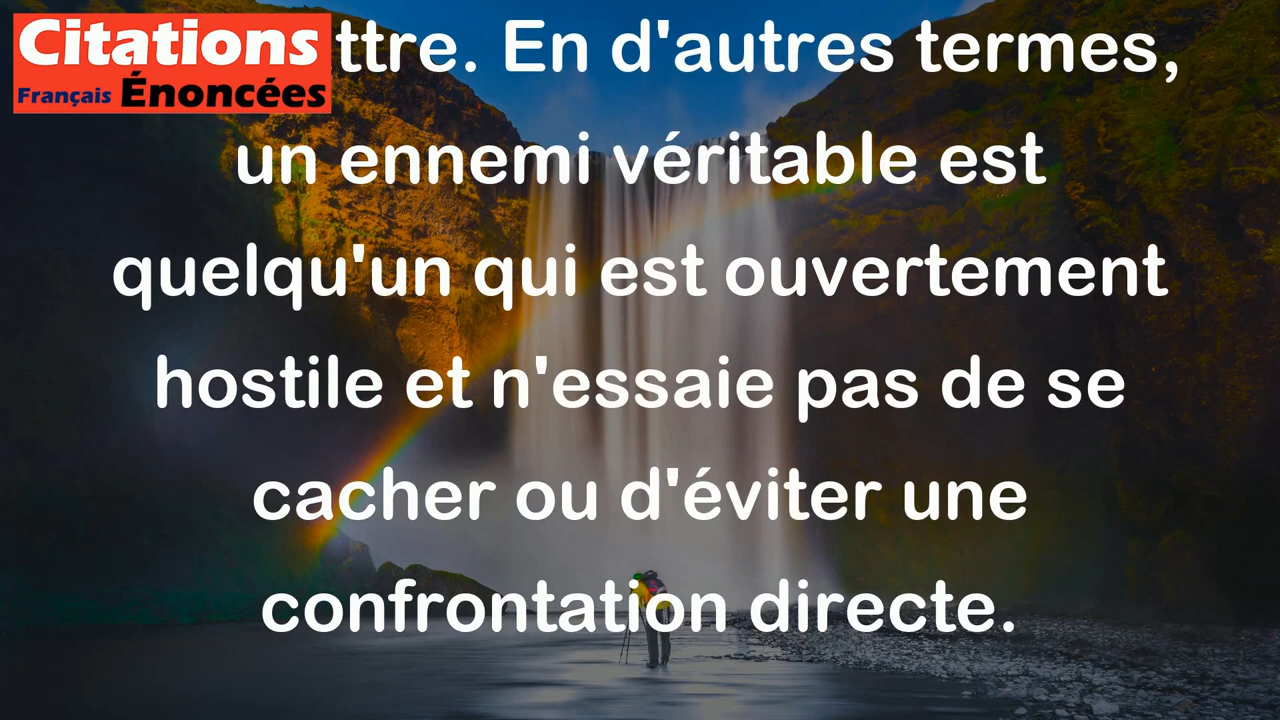 Citations
Français Énoncées
ttre. En d'autres termes,
un ennemi véritable est
quelqu'un qui est ouvertement
hostile et n'essaie pas de se
cacher ou d'éviter une
confrontation directe.